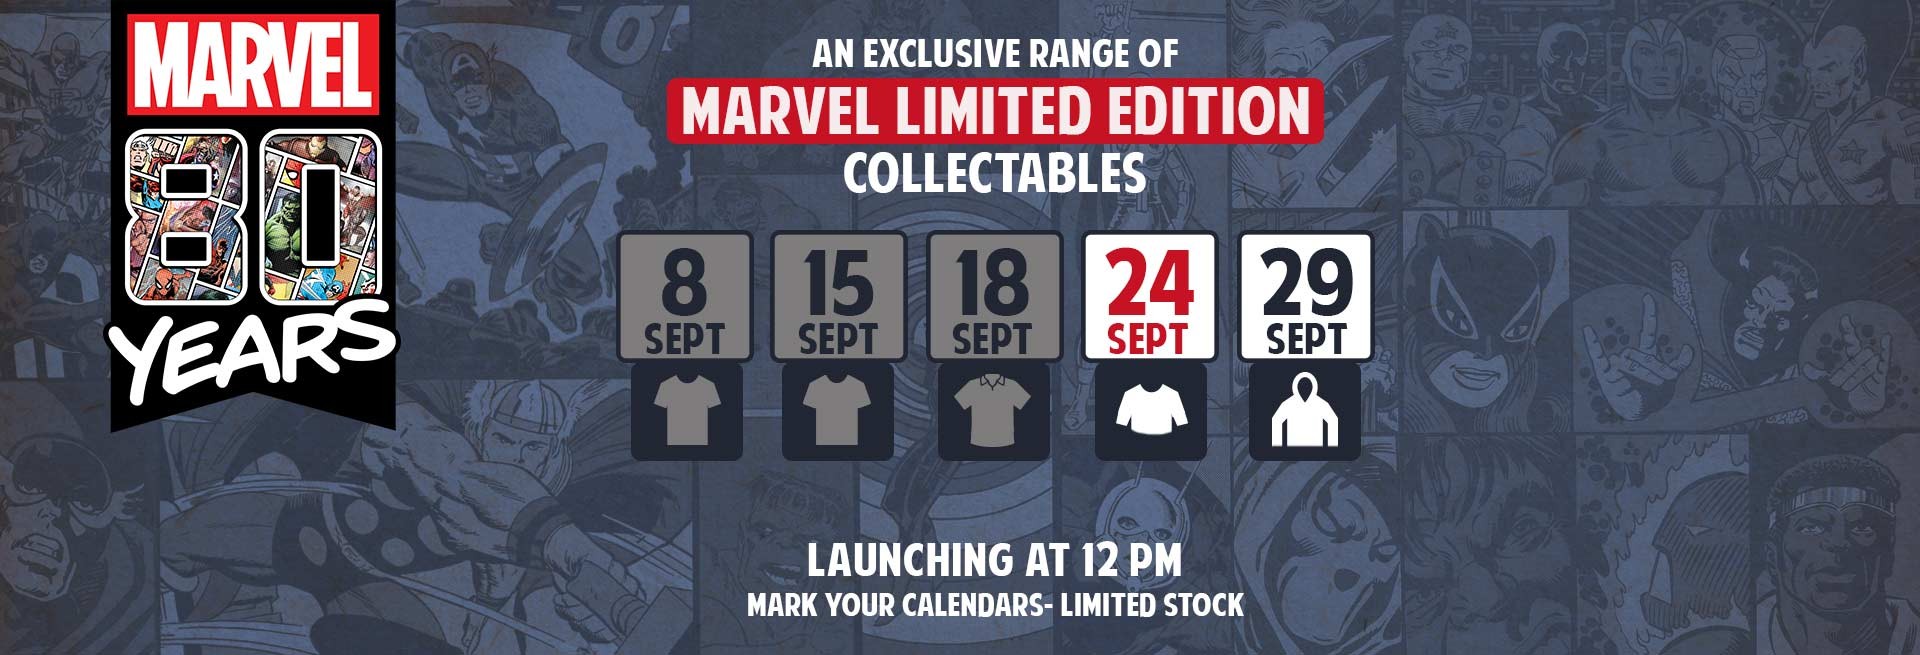 MARVEL
80
YEARS
AN EXCLUSIVE RANGE OF
MARVEL LIMITED EDITION
COLLECTABLES
8 SEPT
15 SEPT
18 SEPT
24 SEPT
29 SEPT
LAUNCHING AT 12 PM
MARK YOUR CALENDARS- LIMITED STOCK